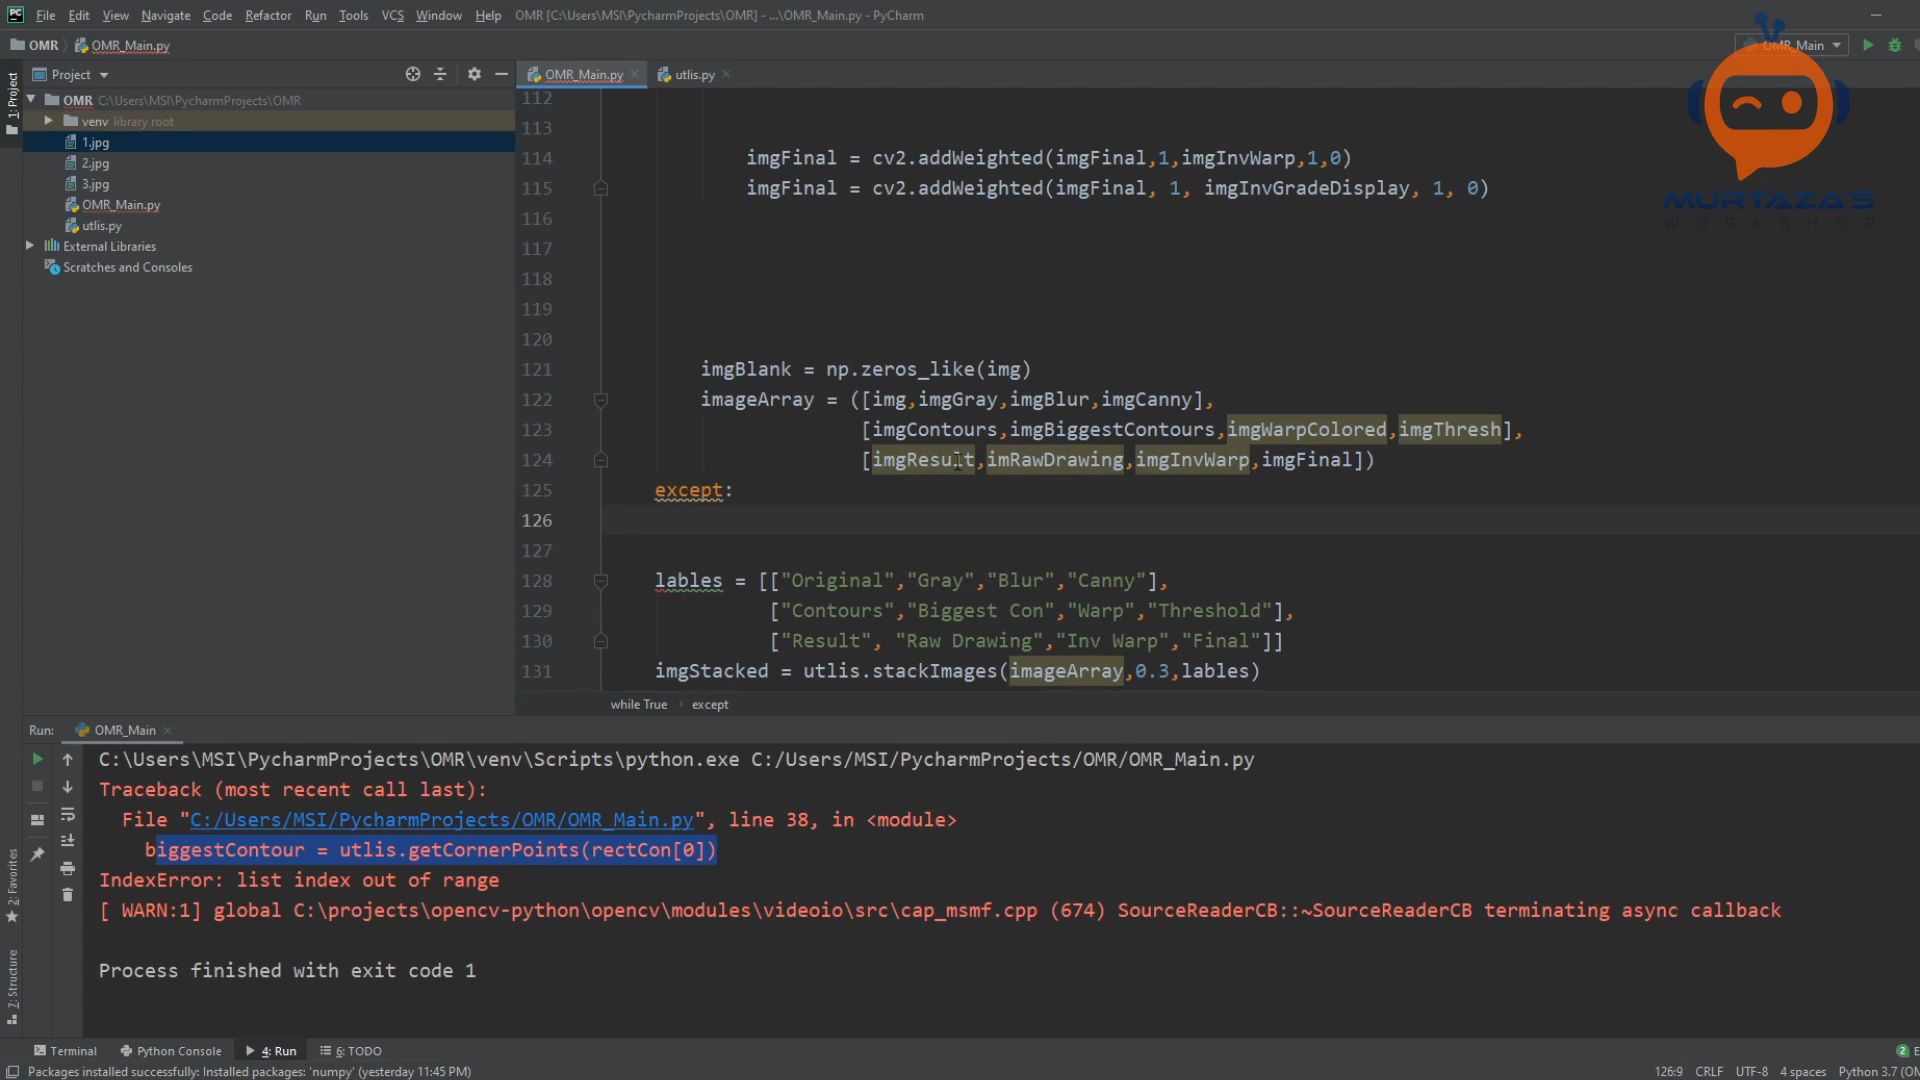 File Edit View Navigate Code Refactor Run Tools VCS Window Help OMR [C:\Users\MSI\PycharmProjects\OMR] - ...\OMR_Main.py - PyCharm
OMR OMR_Main.py OMR_Main
Project OMR_Main.py utlis.py
1: Project
OMR C:\Users\MSI\PycharmProjects\OMR
venv library root
1.jpg
2.jpg
3.jpg
OMR_Main.py
utlis.py
External Libraries
Scratches and Consoles
MURTAZA'S
WORKSHOP
112
113
114 imgFinal = cv2.addWeighted(imgFinal,1,imgInvWarp,1,0)
115 imgFinal = cv2.addWeighted(imgFinal, 1, imgInvGradeDisplay, 1, 0)
116
117
118
119
120
121 imgBlank = np.zeros_like(img)
122 imageArray = ([img,imgGray,imgBlur,imgCanny],
123 [imgContours,imgBiggestContours,imgWarpColored,imgThresh],
124 [imgResult,imRawDrawing,imgInvWarp,imgFinal])
125 except:
126
127
128 lables = [["Original","Gray","Blur","Canny"],
129 ["Contours","Biggest Con","Warp","Threshold"],
130 ["Result", "Raw Drawing","Inv Warp","Final"]]
131 imgStacked = utlis.stackImages(imageArray,0.3,lables)
while True except
Run: OMR_Main
C:\Users\MSI\PycharmProjects\OMR\venv\Scripts\python.exe C:/Users/MSI/PycharmProjects/OMR/OMR_Main.py
Traceback (most recent call last):
File "C:/Users/MSI/PycharmProjects/OMR/OMR_Main.py", line 38, in <module>
biggestContour = utlis.getCornerPoints(rectCon[0])
IndexError: list index out of range
[ WARN:1] global C:\projects\opencv-python\opencv\modules\videoio\src\cap_msmf.cpp (674) SourceReaderCB::~SourceReaderCB terminating async callback
Process finished with exit code 1
2: Favorites
7: Structure
Terminal Python Console 4: Run 6: TODO 2 E
Packages installed successfully: Installed packages: 'numpy' (yesterday 11:45 PM) 126:9 CRLF UTF-8 4 spaces Python 3.7 (OM